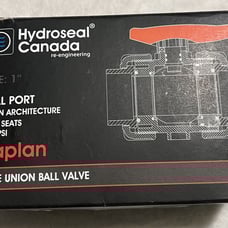 Hydroseal
Canada
re-engineering
E: 1"
L PORT
N ARCHITECTURE
SEATS
PSI
aplan
E UNION BALL VALVE